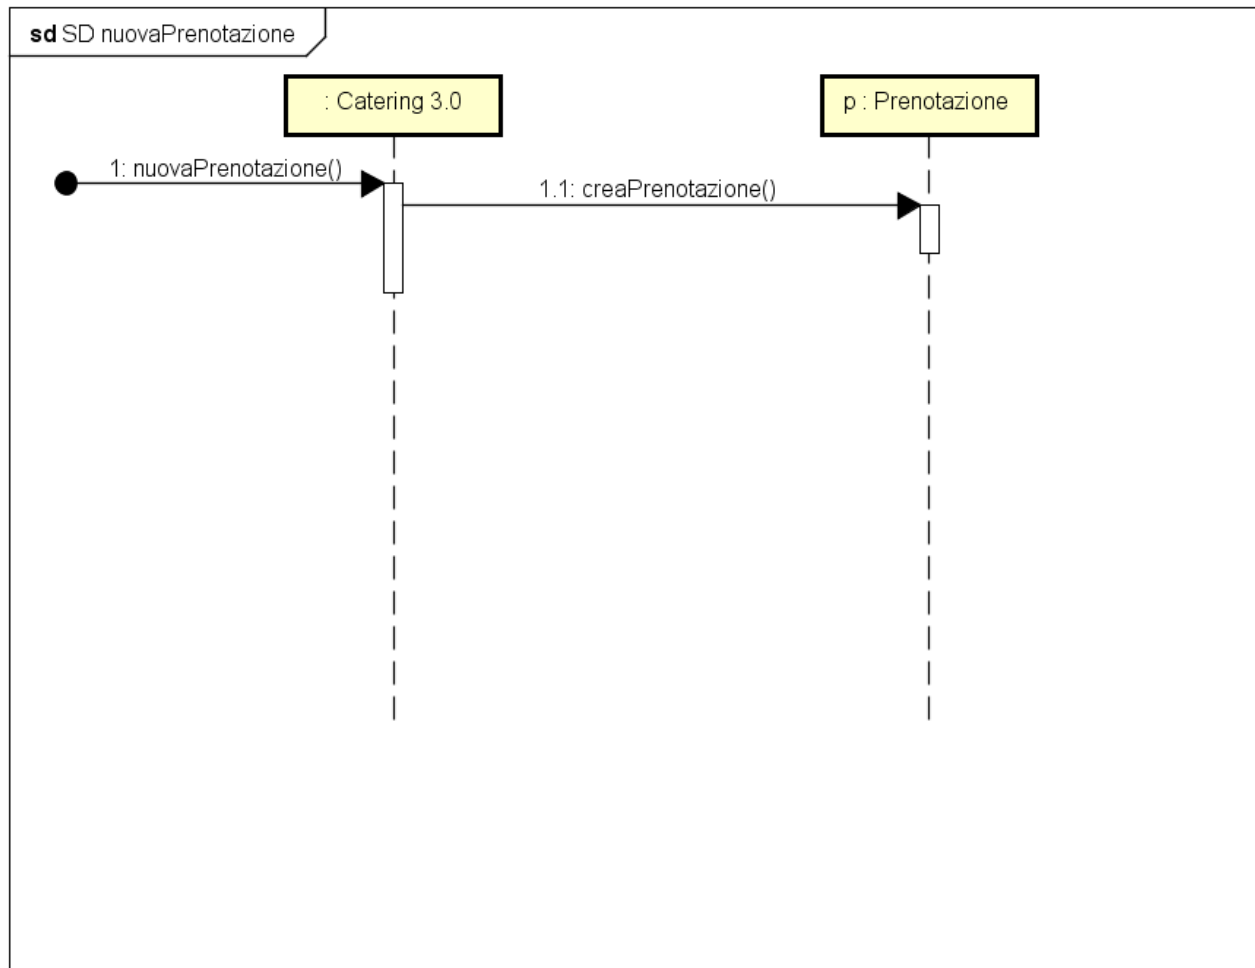 sd SD nuovaPrenotazione
: Catering 3.0
p : Prenotazione
1: nuovaPrenotazione()
1.1: creaPrenotazione()